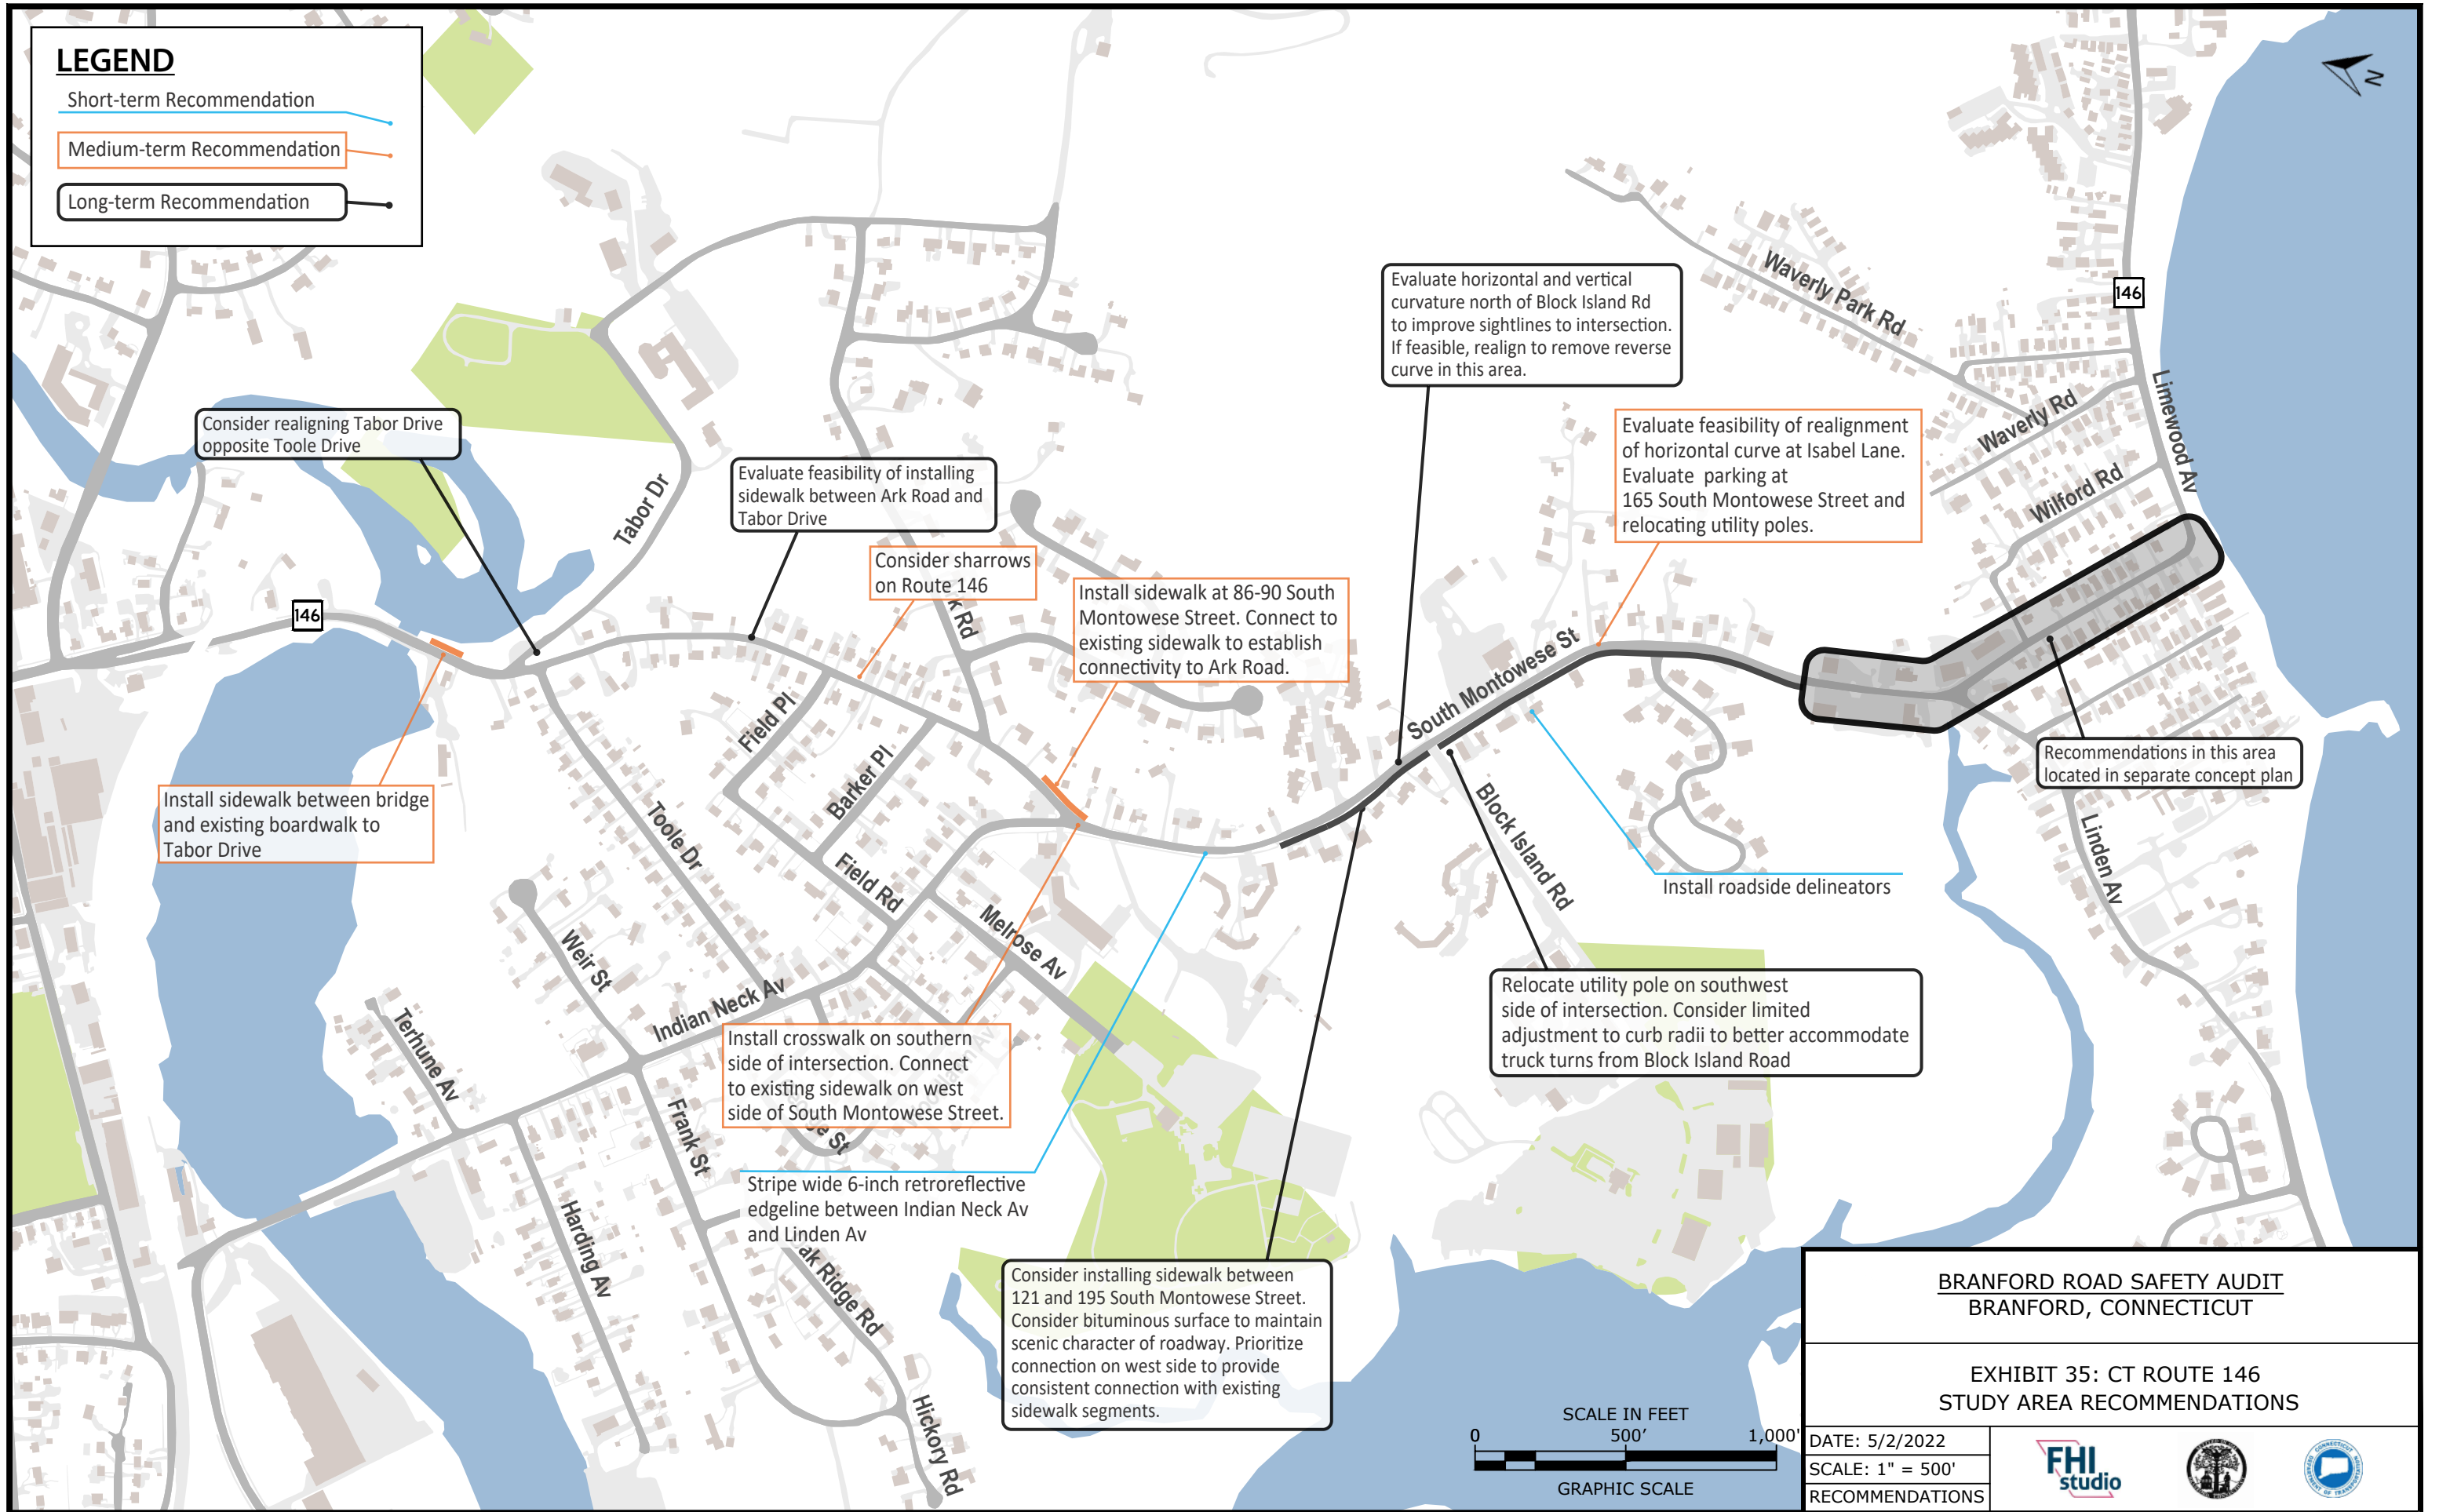 LEGEND
Short-term Recommendation
Medium-term Recommendation
Long-term Recommendation
N
146
Waverly Park Rd
Evaluate horizontal and vertical
curvature north of Block Island Rd
to improve sightlines to intersection.
If feasible, realign to remove reverse
curve in this area.
Limewood Av
Waverly Rd
Wilford Rd
Consider realigning Tabor Drive
opposite Toole Drive
Tabor Dr
Evaluate feasibility of installing
sidewalk between Ark Road and
Tabor Drive
Evaluate feasibility of realignment
of horizontal curve at Isabel Lane.
Evaluate parking at
165 South Montowese Street and
relocating utility poles.
Consider sharrows
on Route 146
k Rd
Install sidewalk at 86-90 South
Montowese Street. Connect to
existing sidewalk to establish
connectivity to Ark Road.
146
South Montowese St
Field Pl
Barker Pl
Toole Dr
Field Rd
Melrose Av
Block Island Rd
Recommendations in this area
located in separate concept plan
Linden Av
Install sidewalk between bridge
and existing boardwalk to
Tabor Drive
Install roadside delineators
Weir St
Indian Neck Av
Terhune Av
Relocate utility pole on southwest
side of intersection. Consider limited
adjustment to curb radii to better accommodate
truck turns from Block Island Road
Install crosswalk on southern
side of intersection. Connect
to existing sidewalk on west
side of South Montowese Street.
Frank St
St
Stripe wide 6-inch retroreflective
edgeline between Indian Neck Av
and Linden Av
Harding Av
ak Ridge Rd
Hickory Rd
Consider installing sidewalk between
121 and 195 South Montowese Street.
Consider bituminous surface to maintain
scenic character of roadway. Prioritize
connection on west side to provide
consistent connection with existing
sidewalk segments.
SCALE IN FEET
0 500' 1,000'
GRAPHIC SCALE
BRANFORD ROAD SAFETY AUDIT
BRANFORD, CONNECTICUT
EXHIBIT 35: CT ROUTE 146
STUDY AREA RECOMMENDATIONS
DATE: 5/2/2022
SCALE: 1" = 500'
RECOMMENDATIONS
FHI
studio